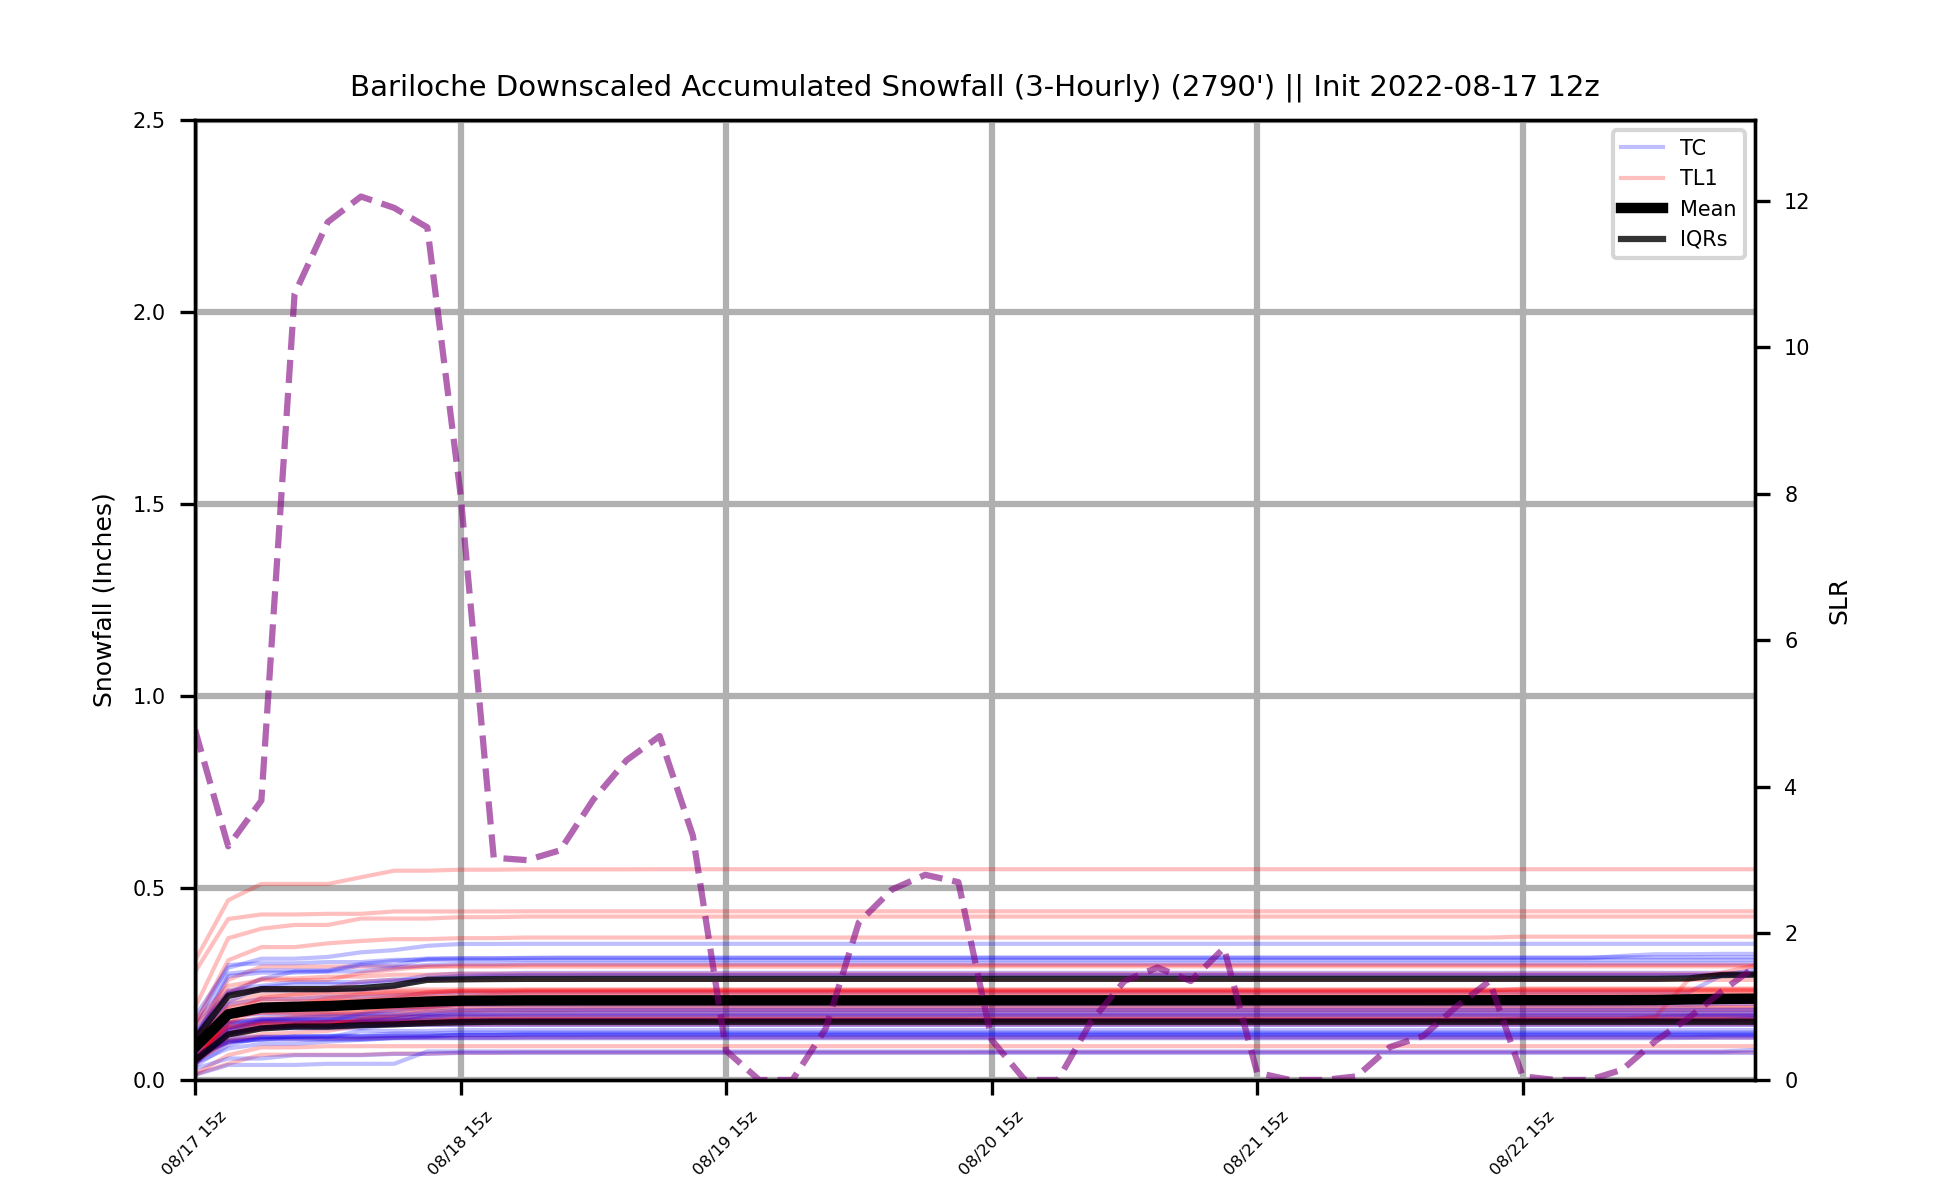 Bariloche Downscaled Accumulated Snowfall (3-Hourly) (2790') || Init 2022-08-17 12z
2.5
2.0
1.5
1.0
0.5
0.0
Snowfall (Inches)
TC
TL1
Mean
IQRs
12
10
8
6
4
2
0
SLR
08/17 15z
08/18 15z
08/19 15z
08/20 15z
08/21 15z
08/22 15z